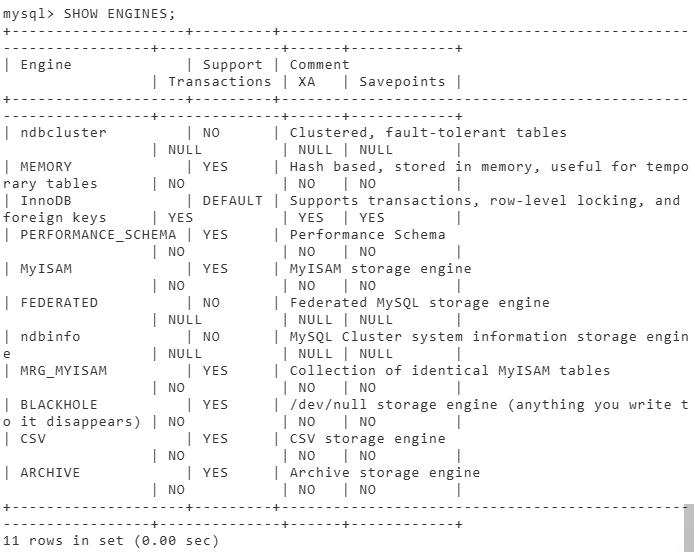 mysql> SHOW ENGINES;
+--------------------+---------+------------------------------------------------
----------------+--------------+------+------------+
| Engine             | Support | Comment
                 | Transactions | XA   | Savepoints |
+--------------------+---------+------------------------------------------------
----------------+--------------+------+------------+
| ndbcluster         | NO      | Clustered, fault-tolerant tables
                 | NULL         | NULL | NULL       |
| MEMORY             | YES     | Hash based, stored in memory, useful for tempo
rary tables      | NO           | NO   | NO         |
| InnoDB             | DEFAULT | Supports transactions, row-level locking, and
foreign keys     | YES          | YES  | YES        |
| PERFORMANCE_SCHEMA | YES     | Performance Schema
                 | NO           | NO   | NO         |
| MyISAM             | YES     | MyISAM storage engine
                 | NO           | NO   | NO         |
| FEDERATED          | NO      | Federated MySQL storage engine
                 | NULL         | NULL | NULL       |
| ndbinfo            | NO      | MySQL Cluster system information storage engin
e                | NULL         | NULL | NULL       |
| MRG_MYISAM         | YES     | Collection of identical MyISAM tables
                 | NO           | NO   | NO         |
| BLACKHOLE          | YES     | /dev/null storage engine (anything you write t
o it disappears) | NO           | NO   | NO         |
| CSV                | YES     | CSV storage engine
                 | NO           | NO   | NO         |
| ARCHIVE            | YES     | Archive storage engine
                 | NO           | NO   | NO         |
+--------------------+---------+------------------------------------------------
----------------+--------------+------+------------+
11 rows in set (0.00 sec)